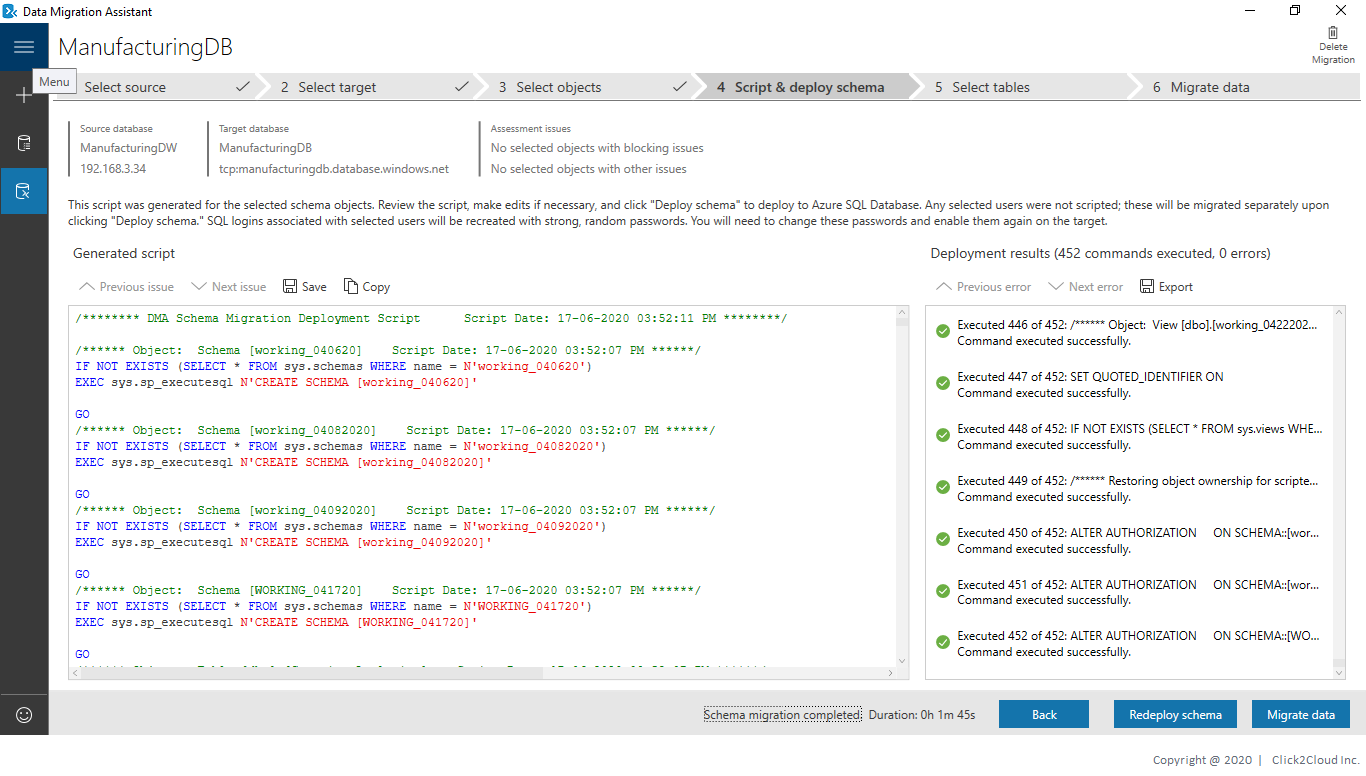 Data Migration Assistant
ManufacturingDB
Delete
Migration
Menu
Select source
2 Select target
3 Select objects
4 Script & deploy schema
5 Select tables
6 Migrate data
Source database
ManufacturingDW
192.168.3.34
Target database
ManufacturingDB
tcp:manufacturingdb.database.windows.net
Assessment issues
No selected objects with blocking issues
No selected objects with other issues
This script was generated for the selected schema objects. Review the script, make edits if necessary, and click "Deploy schema" to deploy to Azure SQL Database. Any selected users were not scripted; these will be migrated separately upon
clicking "Deploy schema." SQL logins associated with selected users will be recreated with strong, random passwords. You will need to change these passwords and enable them again on the target.
Generated script
Previous issue
Next issue
Save
Copy
/******** DMA Schema Migration Deployment Script      Script Date: 17-06-2020 03:52:11 PM ********/
/****** Object:  Schema [working_040620]    Script Date: 17-06-2020 03:52:07 PM ******/
IF NOT EXISTS (SELECT * FROM sys.schemas WHERE name = N'working_040620')
EXEC sys.sp_executesql N'CREATE SCHEMA [working_040620]'
GO
/****** Object:  Schema [working_04082020]    Script Date: 17-06-2020 03:52:07 PM ******/
IF NOT EXISTS (SELECT * FROM sys.schemas WHERE name = N'working_04082020')
EXEC sys.sp_executesql N'CREATE SCHEMA [working_04082020]'
GO
/****** Object:  Schema [working_04092020]    Script Date: 17-06-2020 03:52:07 PM ******/
IF NOT EXISTS (SELECT * FROM sys.schemas WHERE name = N'working_04092020')
EXEC sys.sp_executesql N'CREATE SCHEMA [working_04092020]'
GO
/****** Object:  Schema [WORKING_041720]    Script Date: 17-06-2020 03:52:07 PM ******/
IF NOT EXISTS (SELECT * FROM sys.schemas WHERE name = N'WORKING_041720')
EXEC sys.sp_executesql N'CREATE SCHEMA [WORKING_041720]'
GO
Deployment results (452 commands executed, 0 errors)
Previous error
Next error
Export
Executed 446 of 452: /****** Object:  View [dbo].[working_0422202...
Command executed successfully.
Executed 447 of 452: SET QUOTED_IDENTIFIER ON
Command executed successfully.
Executed 448 of 452: IF NOT EXISTS (SELECT * FROM sys.views WHE...
Command executed successfully.
Executed 449 of 452: /****** Restoring object ownership for scripte...
Command executed successfully.
Executed 450 of 452: ALTER AUTHORIZATION     ON SCHEMA::[wor...
Command executed successfully.
Executed 451 of 452: ALTER AUTHORIZATION     ON SCHEMA::[wor...
Command executed successfully.
Executed 452 of 452: ALTER AUTHORIZATION     ON SCHEMA::[WO...
Command executed successfully.
Schema migration completed
Duration: 0h 1m 45s
Back
Redeploy schema
Migrate data
Copyright @ 2020 | Click2Cloud Inc.